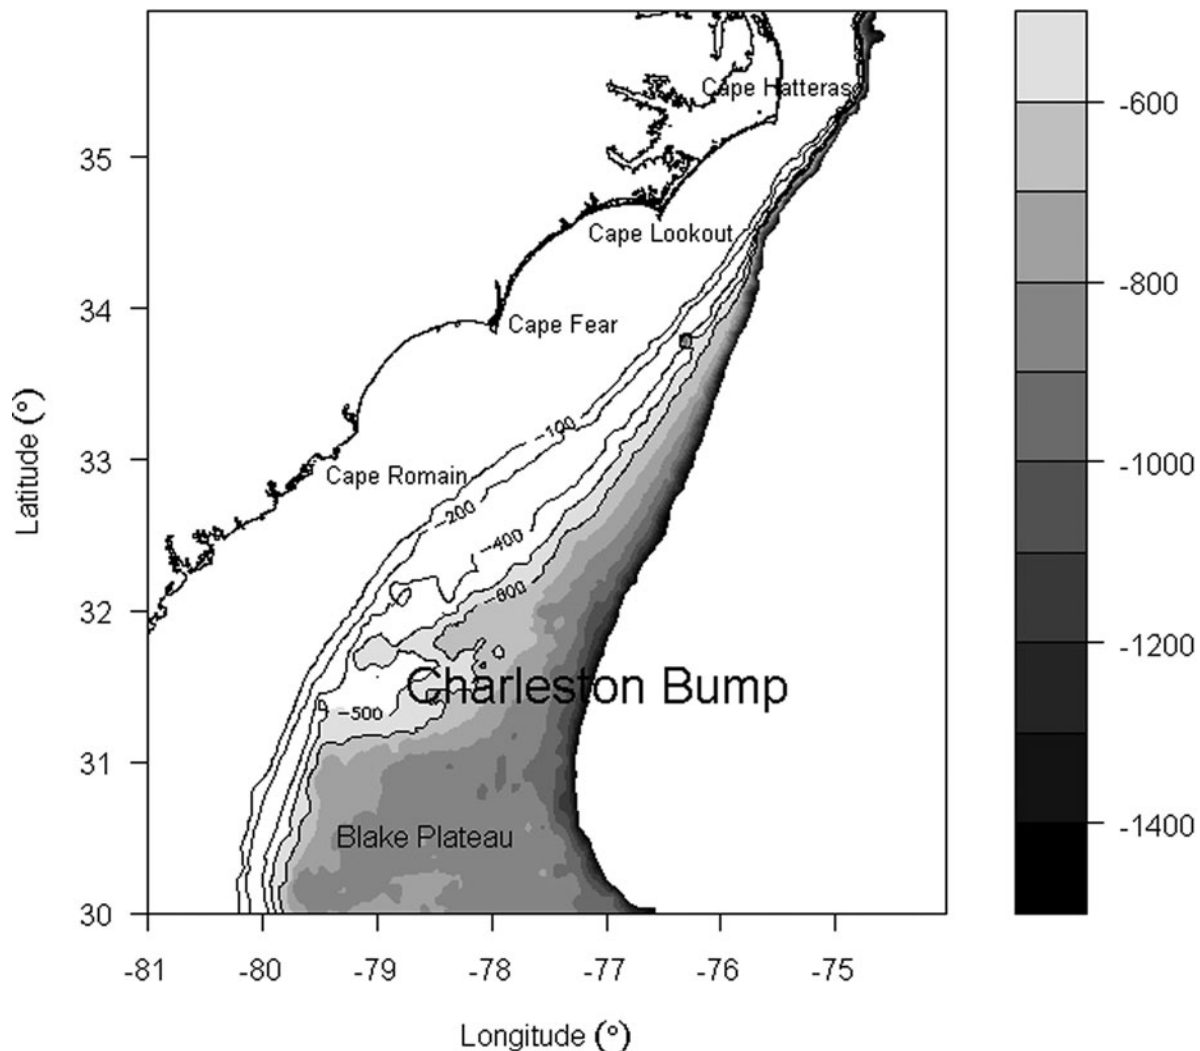 Cape Hatteras
-600
35
Cape Lookout
-800
34
Cape Fear
Latitude (°)
-100
33
-1000
Cape Romain
-200
-400
32
-600
-1200
Charleston Bump
-500
31
Blake Plateau
-1400
30
-81 -80 -79 -78 -77 -76 -75
Longitude (°)